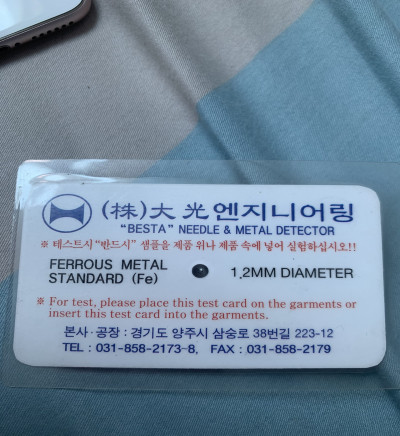 (株)大光엔지니어링
"BESTA" NEEDLE & METAL DETECTOR
※ 테스트시 "반드시" 샘플을 제품 위나 제품 속에 넣어 실험하십시오!!
FERROUS METAL
STANDARD (Fe)
1.2MM DIAMETER
※ For test, please place this test card on the garments or
insert this test card into the garments.
본사·공장 : 경기도 양주시 삼숭로 38번길 223-12
TEL : 031-858-2173~8, FAX : 031-858-2179